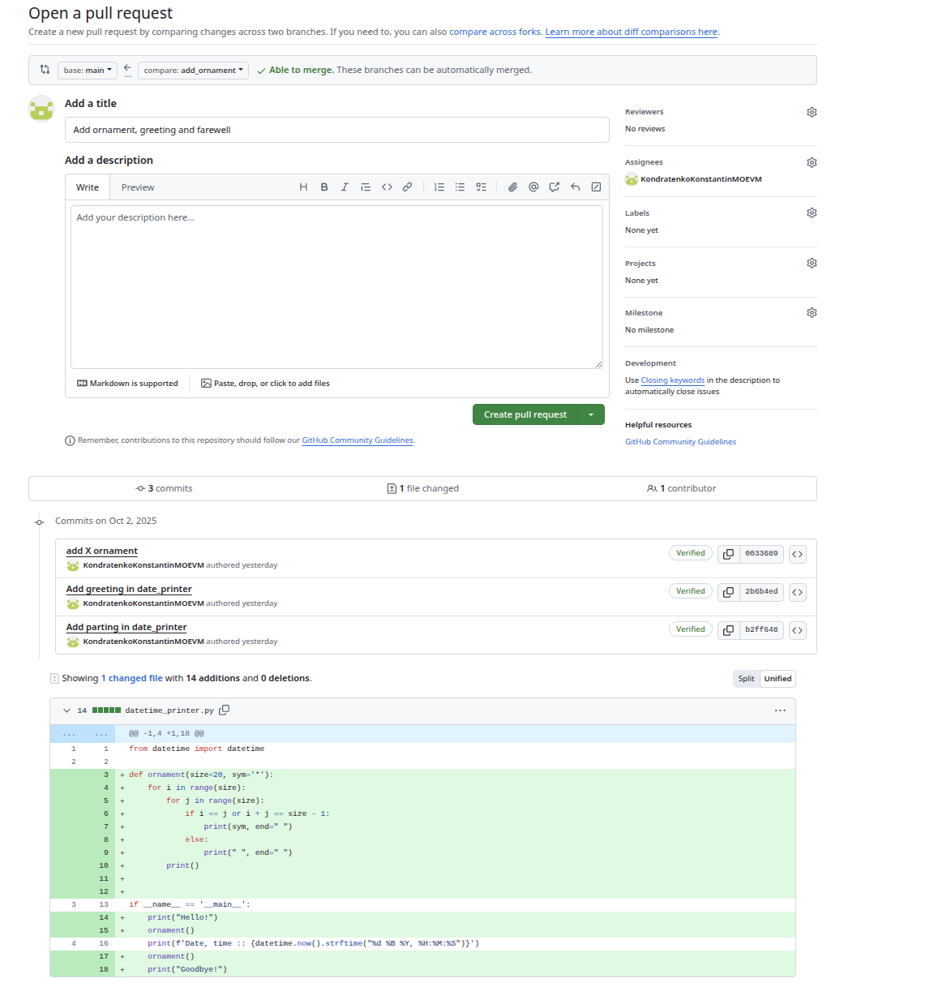 Open a pull request
Create a new pull request by comparing changes across two branches. If you need to, you can also compare across forks. Learn more about diff comparisons here.
base: main ... compare: add_ornament Able to merge. These branches can be automatically merged.
Add a title
Add ornament, greeting and farewell
Add a description
Write Preview
Add your description here...
Markdown is supported Paste, drop, or click to add files
Create pull request
Remember, contributions to this repository should follow our GitHub Community Guidelines.
Reviewers
No reviews
Assignees
KondratenkoKonstantinMOEVM
Labels
None yet
Projects
None yet
Milestone
No milestone
Development
Use Closing keywords in the description to
automatically close issues
Helpful resources
GitHub Community Guidelines
3 commits 1 file changed 1 contributor
Commits on Oct 2, 2025
add X ornament
KondratenkoKonstantinMOEVM authored yesterday
Verified 0033689
Add greeting in date_printer
KondratenkoKonstantinMOEVM authored yesterday
Verified 2b6b4ed
Add parting in date_printer
KondratenkoKonstantinMOEVM authored yesterday
Verified b2ff648
Showing 1 changed file with 14 additions and 0 deletions.
Split Unified
14 datetime_printer.py
... ... @@ -1,4 +1,18 @@
1 1 from datetime import datetime
2 2
3 + def ornament(size=20, sym='*'):
4 +     for i in range(size):
5 +         for j in range(size):
6 +             if i == j or i + j == size - 1:
7 +                 print(sym, end=" ")
8 +             else:
9 +                 print(" ", end=" ")
10 +         print()
11 +
12 +
3 13 if __name__ == '__main__':
14 +     print("Hello!")
15 +     ornament()
4 16     print(f'Date, time :: {datetime.now().strftime("%d %B %Y, %H:%M:%S")}')
17 +     ornament()
18 +     print("Goodbye!")